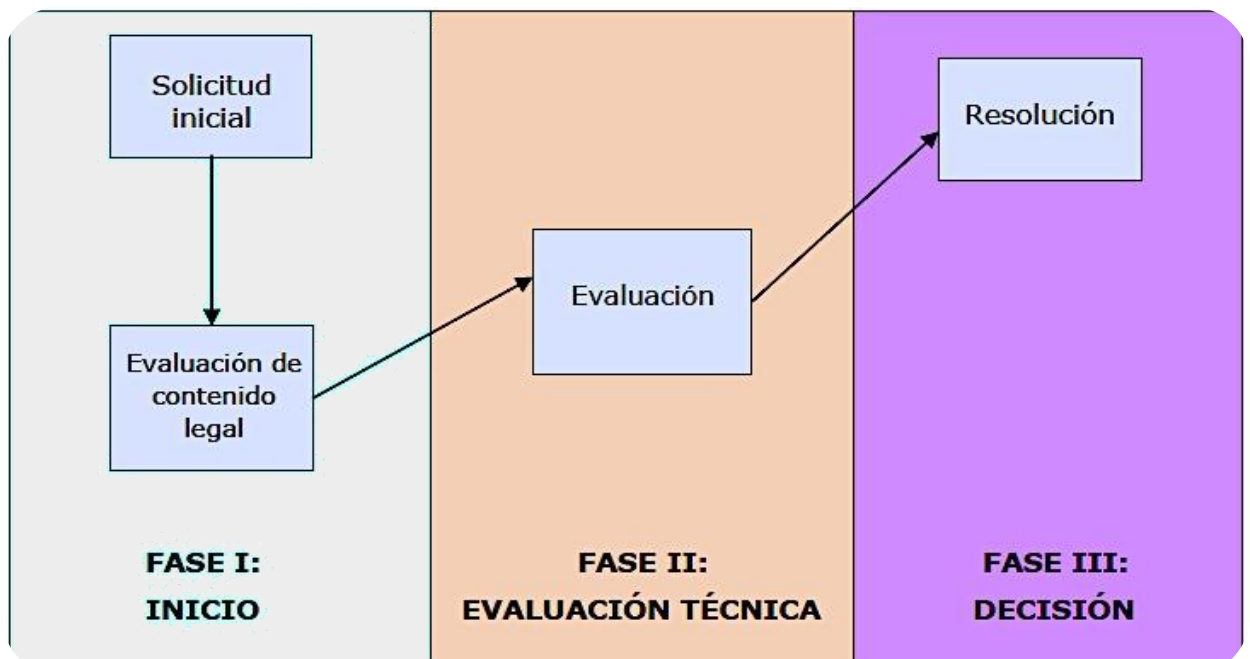 Solicitud
inicial
Evaluación de
contenido
legal
Evaluación
Resolución
FASE I:
INICIO
FASE II:
EVALUACIÓN TÉCNICA
FASE III:
DECISIÓN